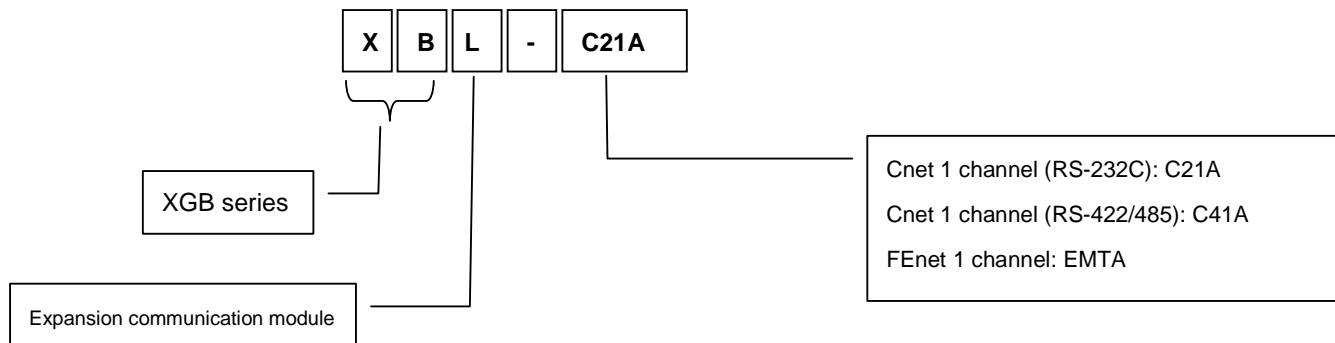 X B L - C21A
Cnet 1 channel (RS-232C): C21A
XGB series
Cnet 1 channel (RS-422/485): C41A
FEnet 1 channel: EMTA
Expansion communication module